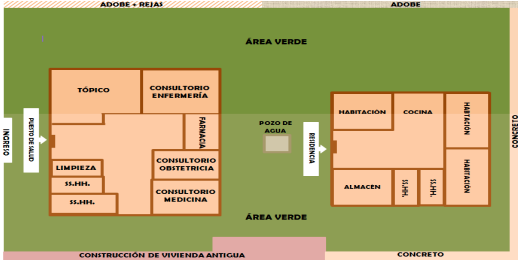 ADOBE + REJAS
ADOBE
ÁREA VERDE
TÓPICO
CONSULTORIO
ENFERMERÍA
FARMACIA
INGRESO
PUESTO DE SALUD
LIMPIEZA
SS.HH.
SS.HH.
CONSULTORIO
OBSTETRICIA
CONSULTORIO
MEDICINA
POZO DE
AGUA
RESIDENCIA
HABITACIÓN
COCINA
HABITACIÓN
ALMACÉN
SS.HH.
SS.HH.
HABITACIÓN
CONCRETO
ÁREA VERDE
CONSTRUCCIÓN DE VIVIENDA ANTIGUA
CONCRETO